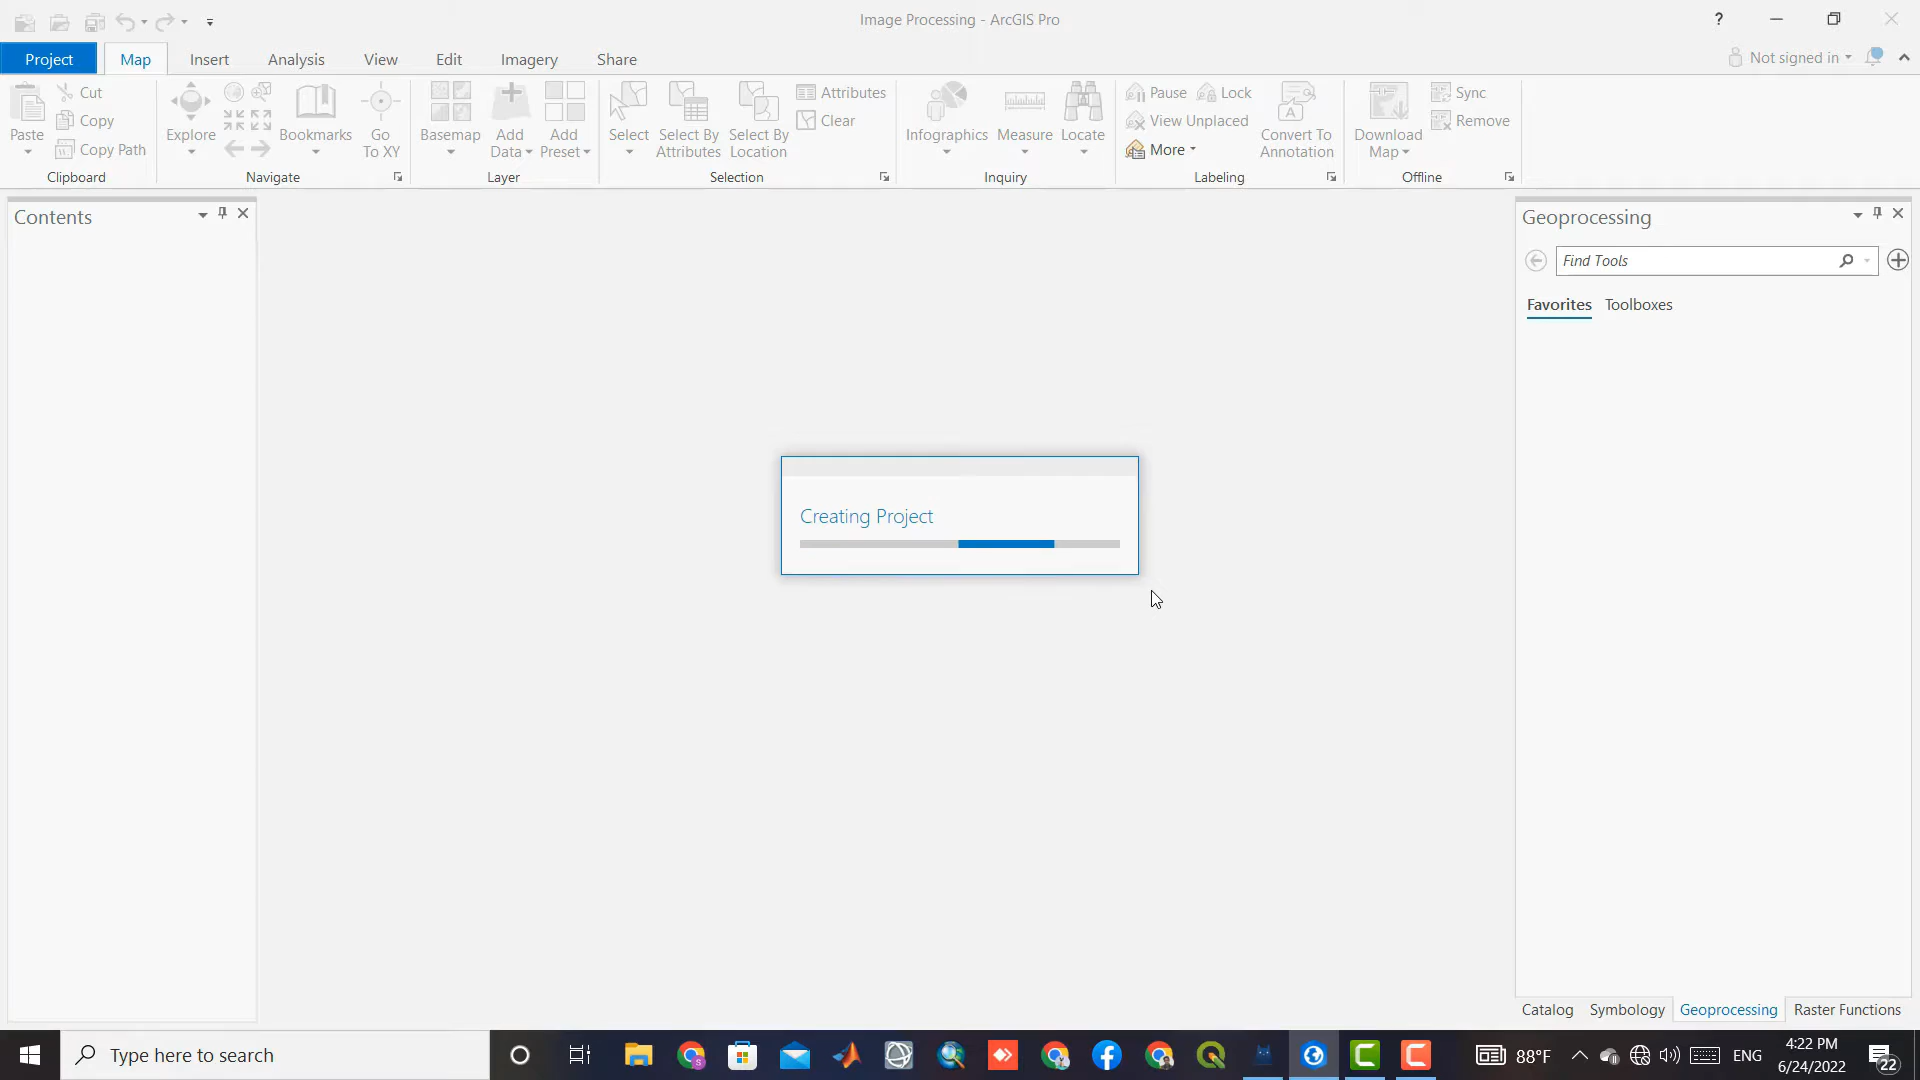 Image Processing - ArcGIS Pro
?
Project
Map
Insert
Analysis
View
Edit
Imagery
Share
Not signed in
Paste
Cut
Copy
Copy Path
Clipboard
Explore
Bookmarks
Go
To XY
Navigate
Basemap
Add
Data
Add
Preset
Layer
Select
Select By
Attributes
Select By
Location
Attributes
Clear
Selection
Infographics
Measure
Locate
Inquiry
Pause
Lock
View Unplaced
More
Convert To
Annotation
Labeling
Download
Map
Sync
Remove
Offline
Contents
Geoprocessing
Find Tools
Favorites
Toolboxes
Creating Project
Catalog
Symbology
Geoprocessing
Raster Functions
Type here to search
88°F
ENG
4:22 PM
6/24/2022
22